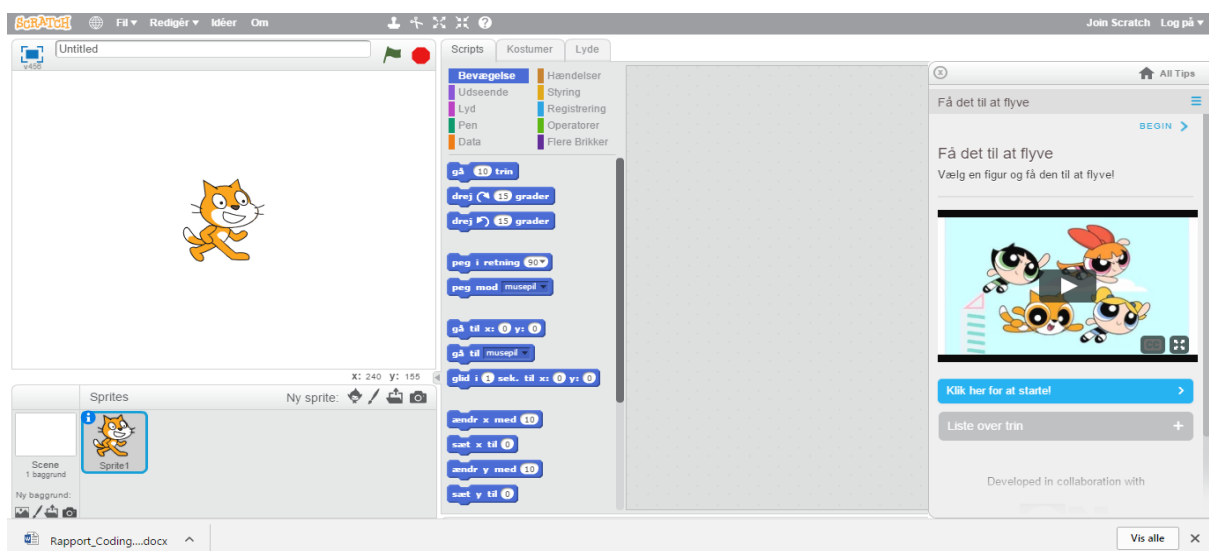 SCRATCH Fil Redigér Idéer Om Join Scratch Log på
Untitled
v456
Scripts Kostumer Lyde
Bevægelse Hændelser
Udseende Styring
Lyd Registrering
Pen Operatorer
Data Flere Brikker
gå 10 trin
drej 15 grader
drej 15 grader
peg i retning 90
peg mod musepil
gå til x: 0 y: 0
gå til musepil
glid i 1 sek. til x: 0 y: 0
ændr x med 10
sæt x til 0
ændr y med 10
sæt y til 0
X: 240 y: 155
Sprites Ny sprite:
Scene
1 baggrund
Sprite1
Ny baggrund:
All Tips
Få det til at flyve
BEGIN
Få det til at flyve
Vælg en figur og få den til at flyve!
CC
Klik her for at starte!
Liste over trin
Developed in collaboration with
Rapport_Coding....docx
Vis alle